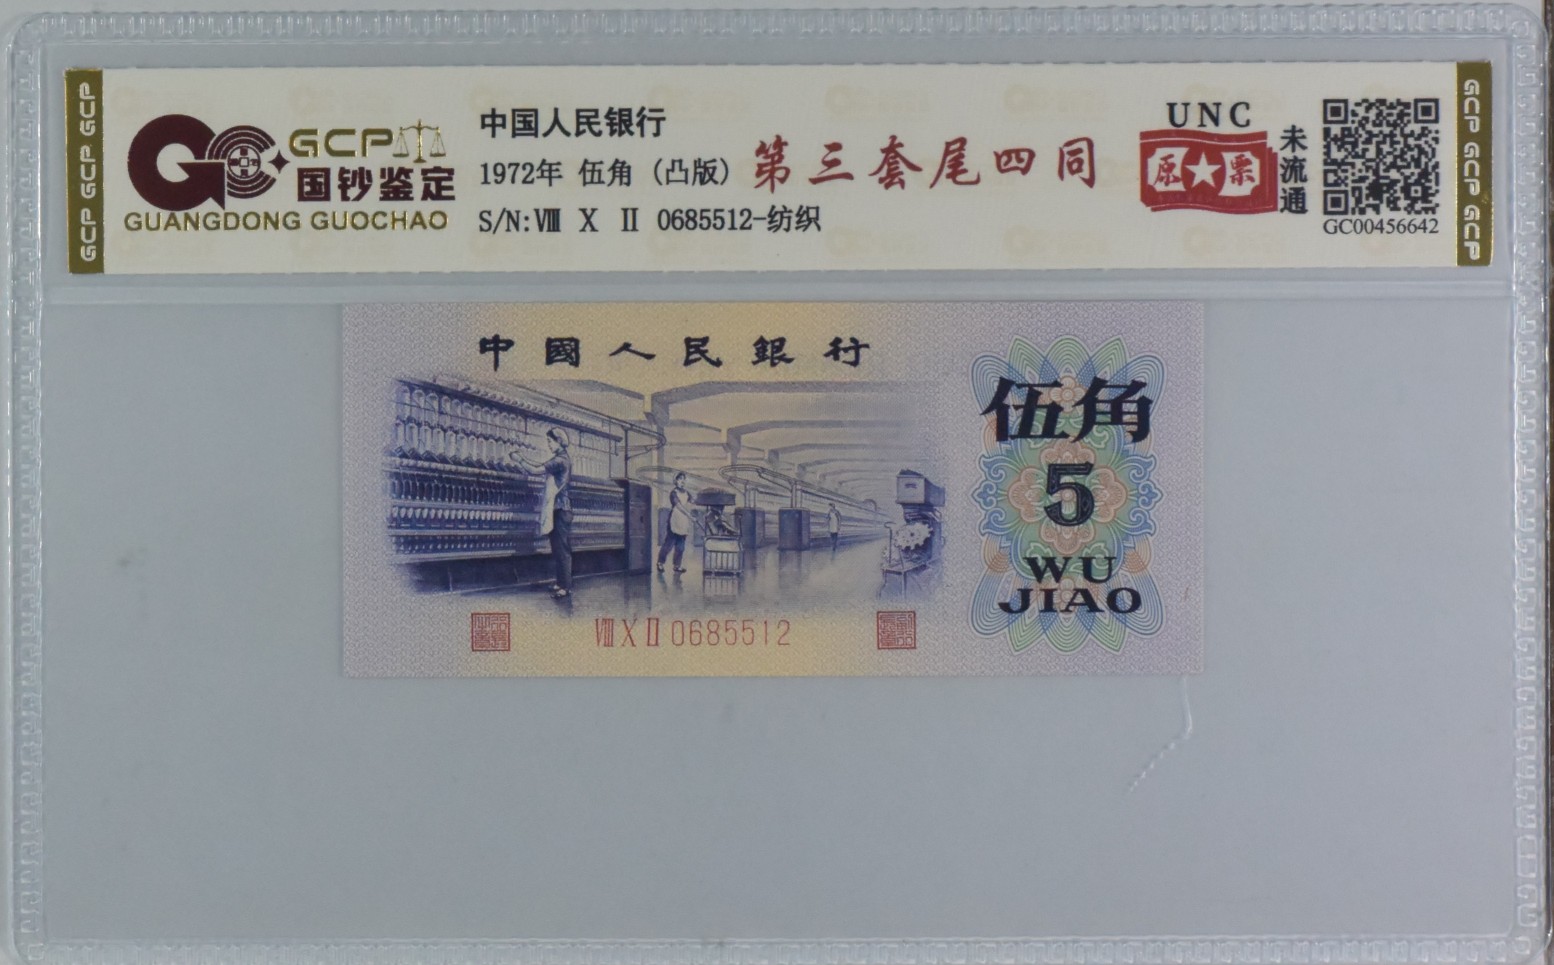 GCP GCP GCP
GCP
国钞鉴定
GUANGDONG GUOCHAO
中国人民银行
1972年 伍角 (凸版)
S/N:Ⅷ Ⅹ Ⅱ 0685512-纺织
第三套尾四同
UNC
原票
未流通
GC00456642
GCP GCP GCP
中國人民銀行
伍角
5
WU
JIAO
Ⅷ Ⅹ Ⅱ 0685512